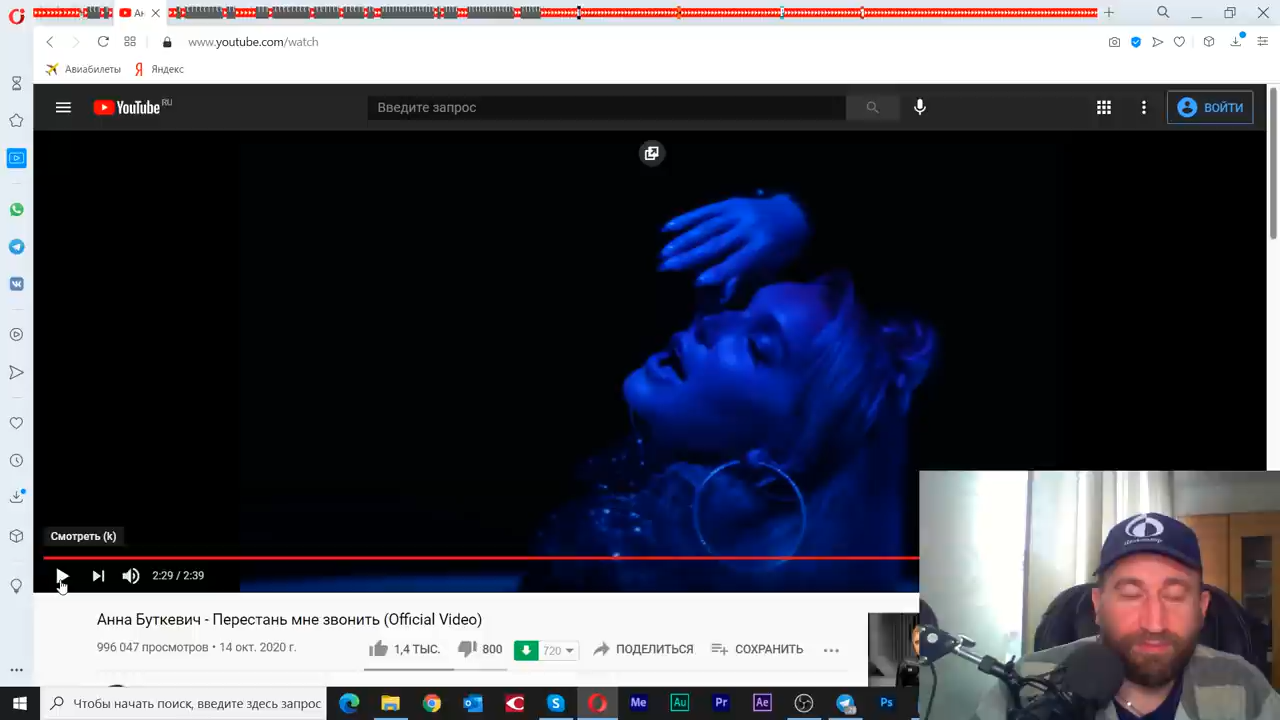 Ан
www.youtube.com/watch
Авиабилеты
Яндекс
YouTube RU
Введите запрос
ВОЙТИ
Смотреть (k)
2:29 / 2:39
Анна Буткевич - Перестань мне звонить (Official Video)
996 047 просмотров • 14 окт. 2020 г.
1,4 ТЫС.
800
720
ПОДЕЛИТЬСЯ
СОХРАНИТЬ
Чтобы начать поиск, введите здесь запрос
Me
Au
Pr
Ae
Ps